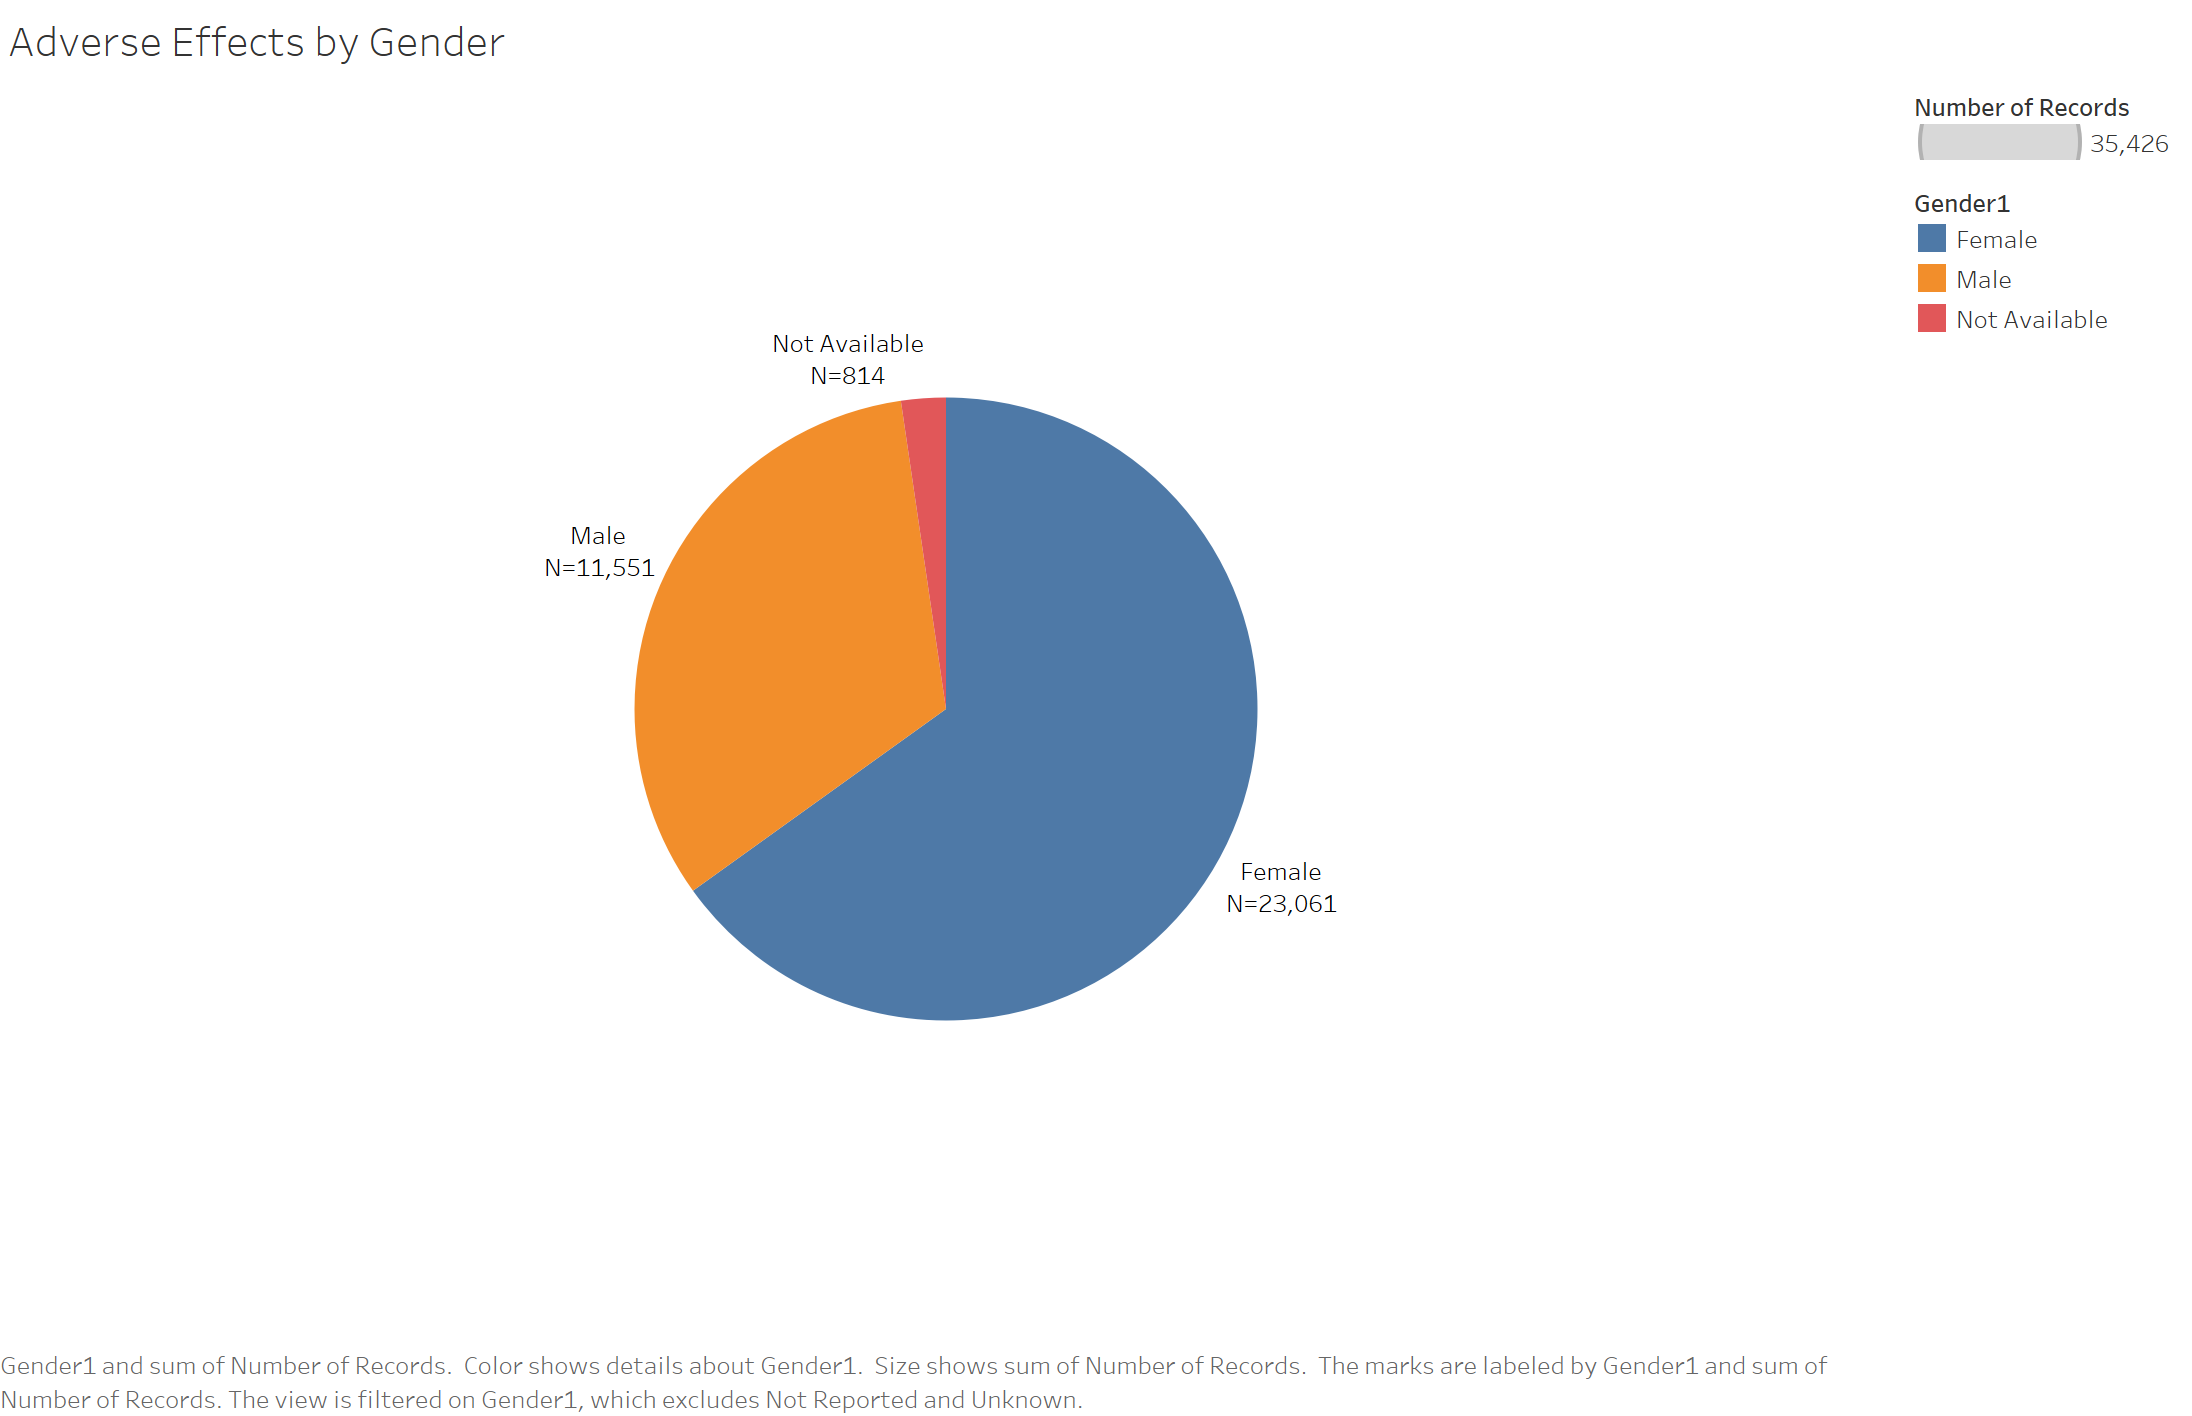 Adverse Effects by Gender
Number of Records
35,426
Gender1
Female
Male
Not Available
Not Available
N=814
Male
N=11,551
Female
N=23,061
Gender1 and sum of Number of Records.  Color shows details about Gender1.  Size shows sum of Number of Records.  The marks are labeled by Gender1 and sum of
Number of Records. The view is filtered on Gender1, which excludes Not Reported and Unknown.